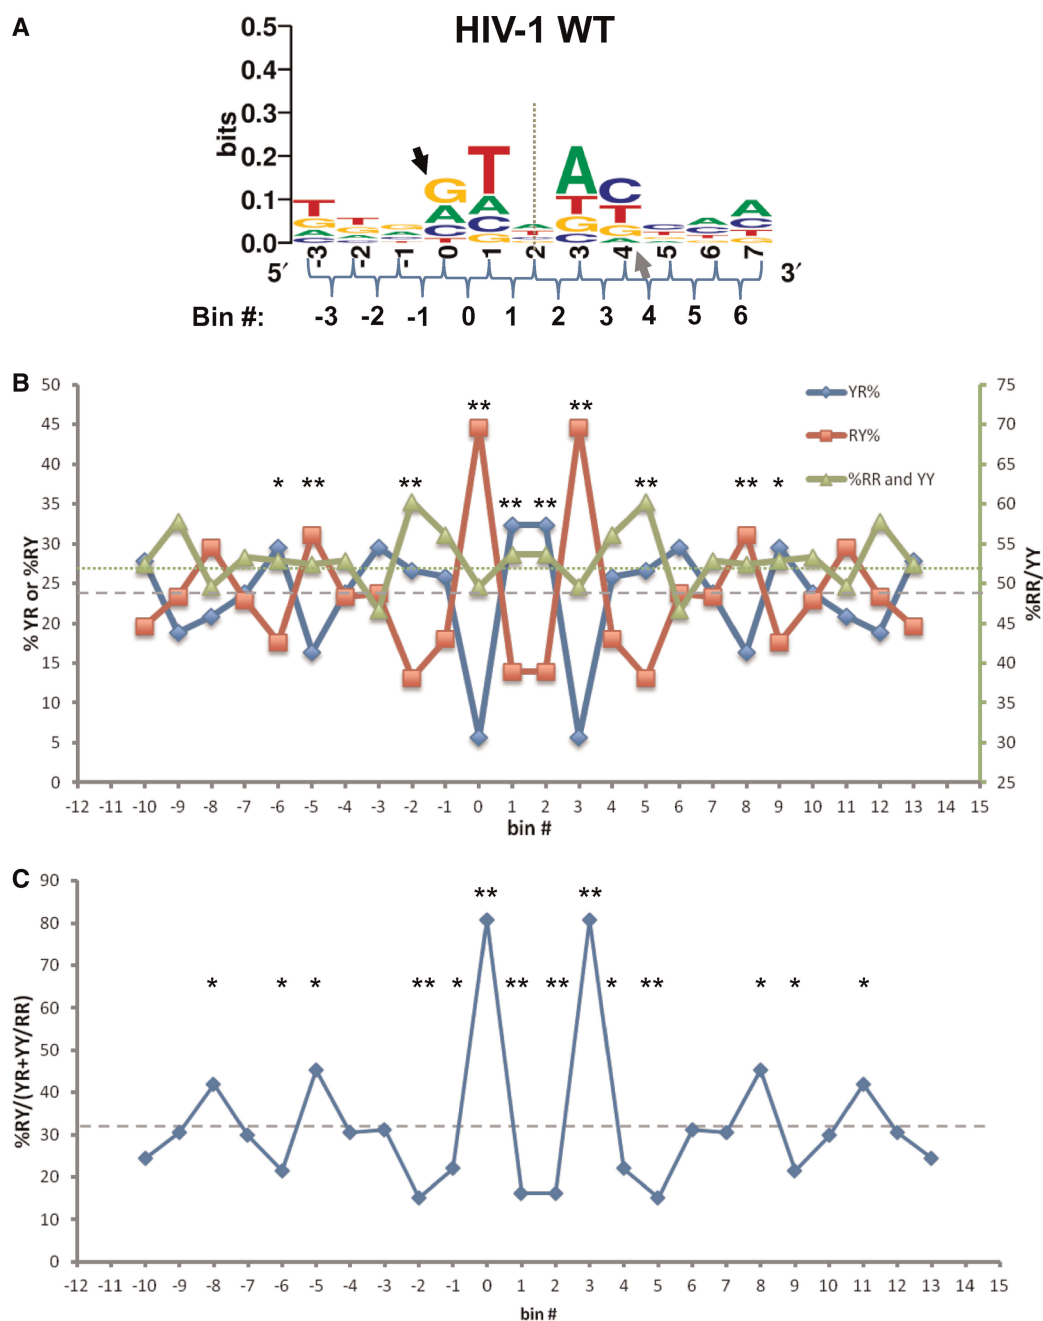 A
HIV-1 WT
0.5
0.4
0.3
0.2
0.1
0.0
bits
5′
-3 -2 -1 0 1 2 3 4 5 6 7
3′
Bin #: -3 -2 -1 0 1 2 3 4 5 6
B
50
45
40
35
30
25
20
15
10
5
0
% YR or %RY
75
70
65
60
55
50
45
40
35
30
25
%RR/YY
YR%
RY%
%RR and YY
** **
* ** ** ** ** *
** **
-12 -11 -10 -9 -8 -7 -6 -5 -4 -3 -2 -1 0 1 2 3 4 5 6 7 8 9 10 11 12 13 14 15
bin #
C
90
80
70
60
50
40
30
20
10
0
%RY/(YR+YY/RR)
** **
* * * ** * ** ** * ** * * *
-12 -11 -10 -9 -8 -7 -6 -5 -4 -3 -2 -1 0 1 2 3 4 5 6 7 8 9 10 11 12 13 14 15
bin #